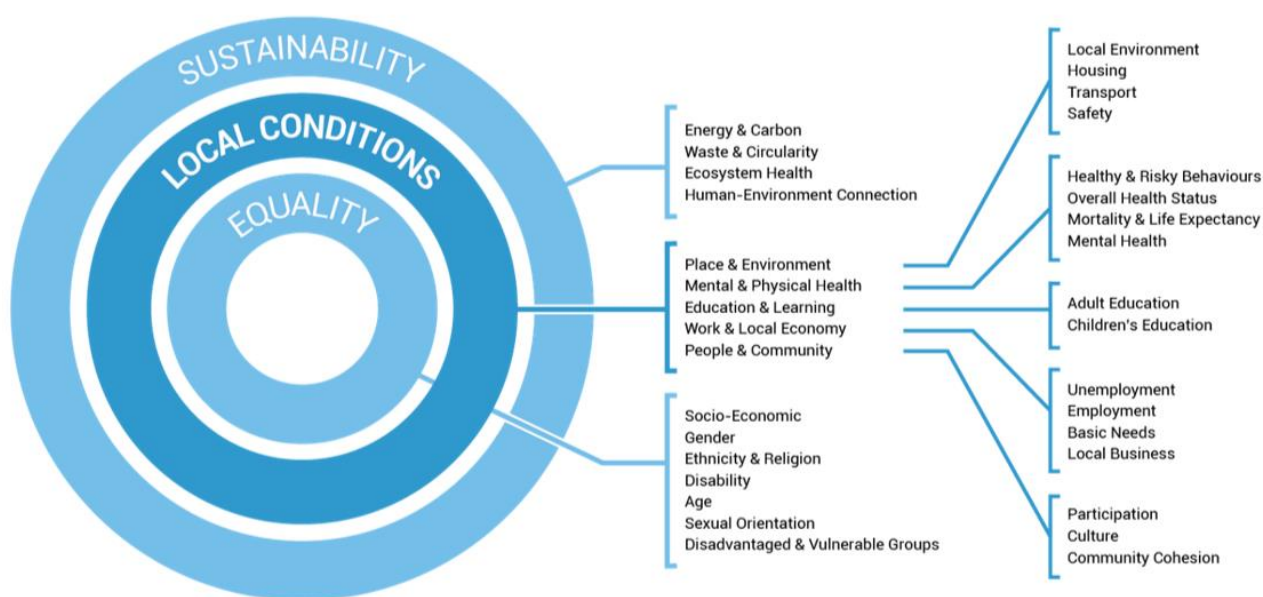 SUSTAINABILITY
LOCAL CONDITIONS
EQUALITY
Energy & Carbon
Waste & Circularity
Ecosystem Health
Human-Environment Connection
Place & Environment
Mental & Physical Health
Education & Learning
Work & Local Economy
People & Community
Socio-Economic
Gender
Ethnicity & Religion
Disability
Age
Sexual Orientation
Disadvantaged & Vulnerable Groups
Local Environment
Housing
Transport
Safety
Healthy & Risky Behaviours
Overall Health Status
Mortality & Life Expectancy
Mental Health
Adult Education
Children's Education
Unemployment
Employment
Basic Needs
Local Business
Participation
Culture
Community Cohesion